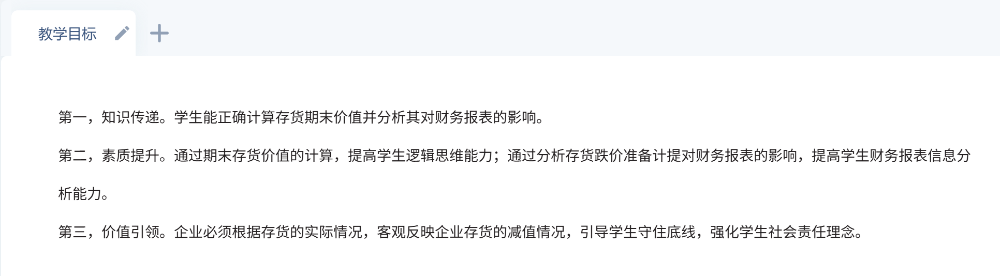 教学目标
第一，知识传递。学生能正确计算存货期末价值并分析其对财务报表的影响。
第二，素质提升。通过期末存货价值的计算，提高学生逻辑思维能力；通过分析存货跌价准备计提对财务报表的影响，提高学生财务报表信息分
析能力。
第三，价值引领。企业必须根据存货的实际情况，客观反映企业存货的减值情况，引导学生守住底线，强化学生社会责任理念。